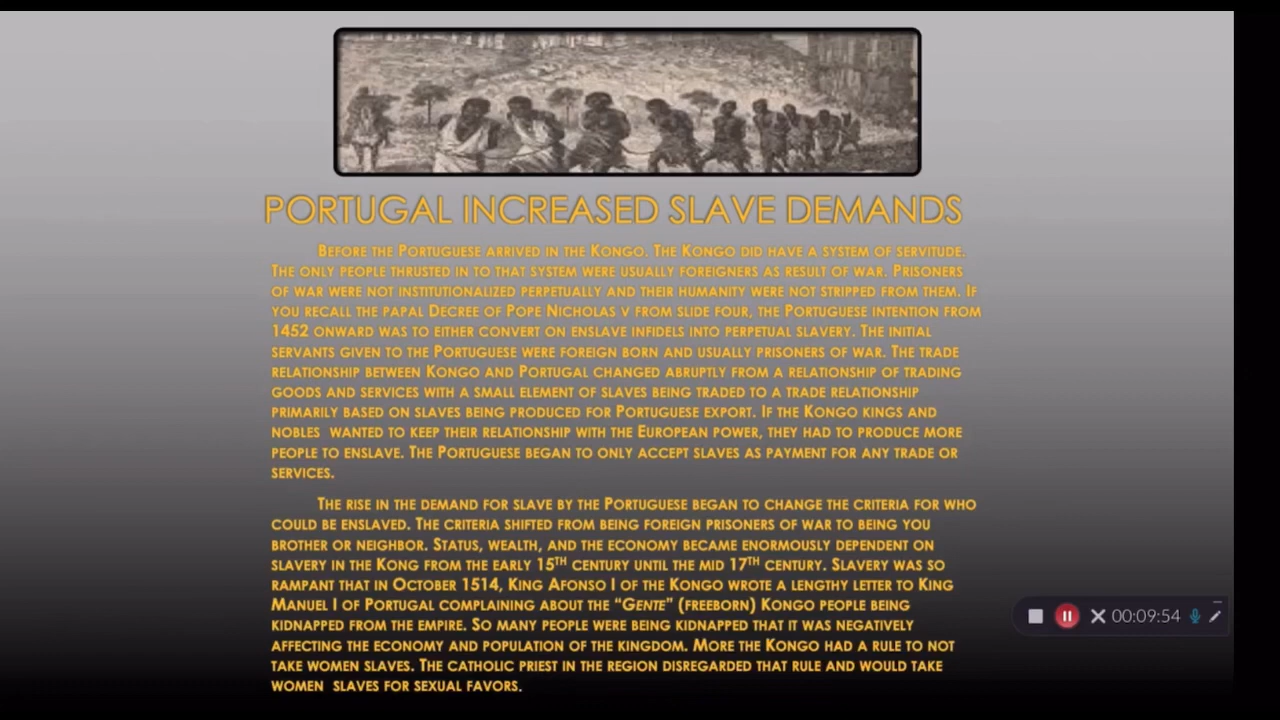 PORTUGAL INCREASED SLAVE DEMANDS
BEFORE THE PORTUGUESE ARRIVED IN THE KONGO. THE KONGO DID HAVE A SYSTEM OF SERVITUDE.
THE ONLY PEOPLE THRUSTED IN TO THAT SYSTEM WERE USUALLY FOREIGNERS AS RESULT OF WAR. PRISONERS
OF WAR WERE NOT INSTITUTIONALIZED PERPETUALLY AND THEIR HUMANITY WERE NOT STRIPPED FROM THEM. IF
YOU RECALL THE PAPAL DECREE OF POPE NICHOLAS V FROM SLIDE FOUR, THE PORTUGUESE INTENTION FROM
1452 ONWARD WAS TO EITHER CONVERT ON ENSLAVE INFIDELS INTO PERPETUAL SLAVERY. THE INITIAL
SERVANTS GIVEN TO THE PORTUGUESE WERE FOREIGN BORN AND USUALLY PRISONERS OF WAR. THE TRADE
RELATIONSHIP BETWEEN KONGO AND PORTUGAL CHANGED ABRUPTLY FROM A RELATIONSHIP OF TRADING
GOODS AND SERVICES WITH A SMALL ELEMENT OF SLAVES BEING TRADED TO A TRADE RELATIONSHIP
PRIMARILY BASED ON SLAVES BEING PRODUCED FOR PORTUGUESE EXPORT. IF THE KONGO KINGS AND
NOBLES WANTED TO KEEP THEIR RELATIONSHIP WITH THE EUROPEAN POWER, THEY HAD TO PRODUCE MORE
PEOPLE TO ENSLAVE. THE PORTUGUESE BEGAN TO ONLY ACCEPT SLAVES AS PAYMENT FOR ANY TRADE OR
SERVICES.
THE RISE IN THE DEMAND FOR SLAVE BY THE PORTUGUESE BEGAN TO CHANGE THE CRITERIA FOR WHO
COULD BE ENSLAVED. THE CRITERIA SHIFTED FROM BEING FOREIGN PRISONERS OF WAR TO BEING YOU
BROTHER OR NEIGHBOR. STATUS, WEALTH, AND THE ECONOMY BECAME ENORMOUSLY DEPENDENT ON
SLAVERY IN THE KONG FROM THE EARLY 15TH CENTURY UNTIL THE MID 17TH CENTURY. SLAVERY WAS SO
RAMPANT THAT IN OCTOBER 1514, KING AFONSO I OF THE KONGO WROTE A LENGTHY LETTER TO KING
MANUEL I OF PORTUGAL COMPLAINING ABOUT THE "GENTE" (FREEBORN) KONGO PEOPLE BEING
KIDNAPPED FROM THE EMPIRE. SO MANY PEOPLE WERE BEING KIDNAPPED THAT IT WAS NEGATIVELY
AFFECTING THE ECONOMY AND POPULATION OF THE KINGDOM. MORE THE KONGO HAD A RULE TO NOT
TAKE WOMEN SLAVES. THE CATHOLIC PRIEST IN THE REGION DISREGARDED THAT RULE AND WOULD TAKE
WOMEN SLAVES FOR SEXUAL FAVORS.
00:09:54